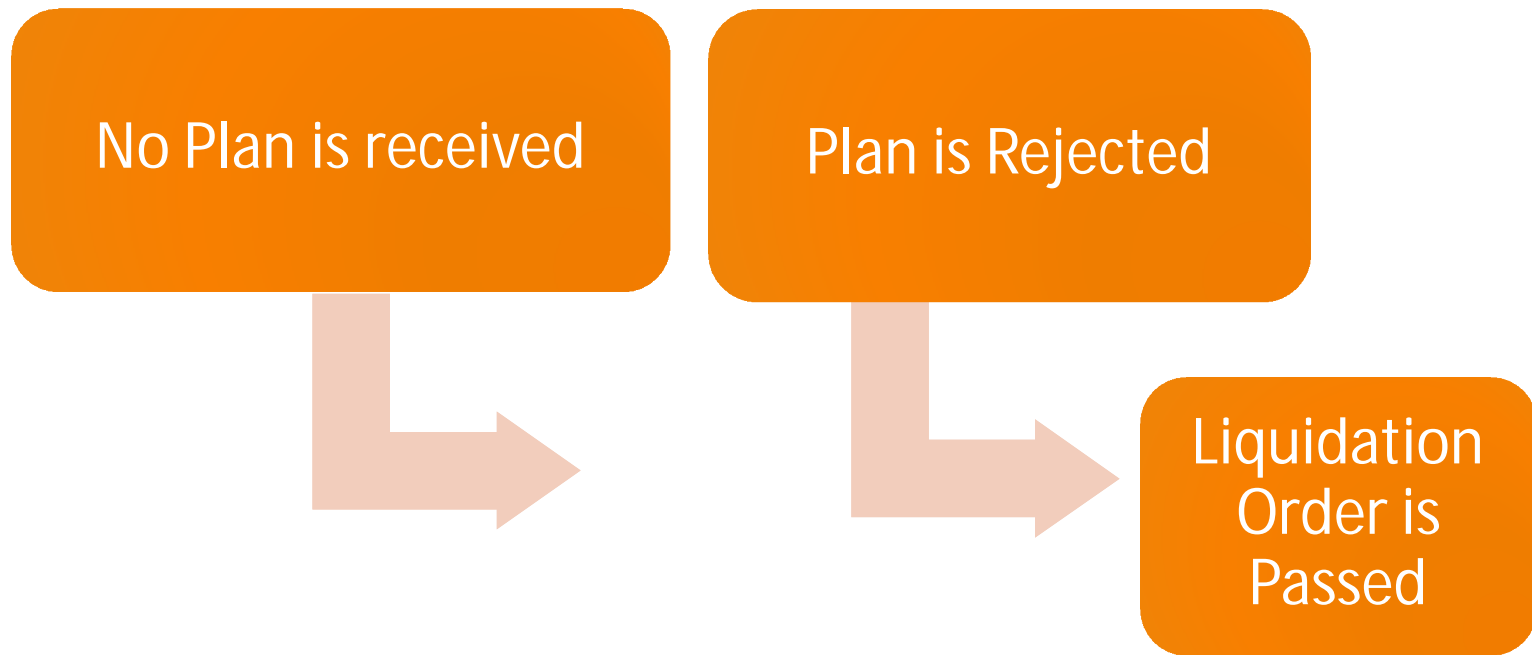 No Plan is received
Plan is Rejected
Liquidation
Order is
Passed